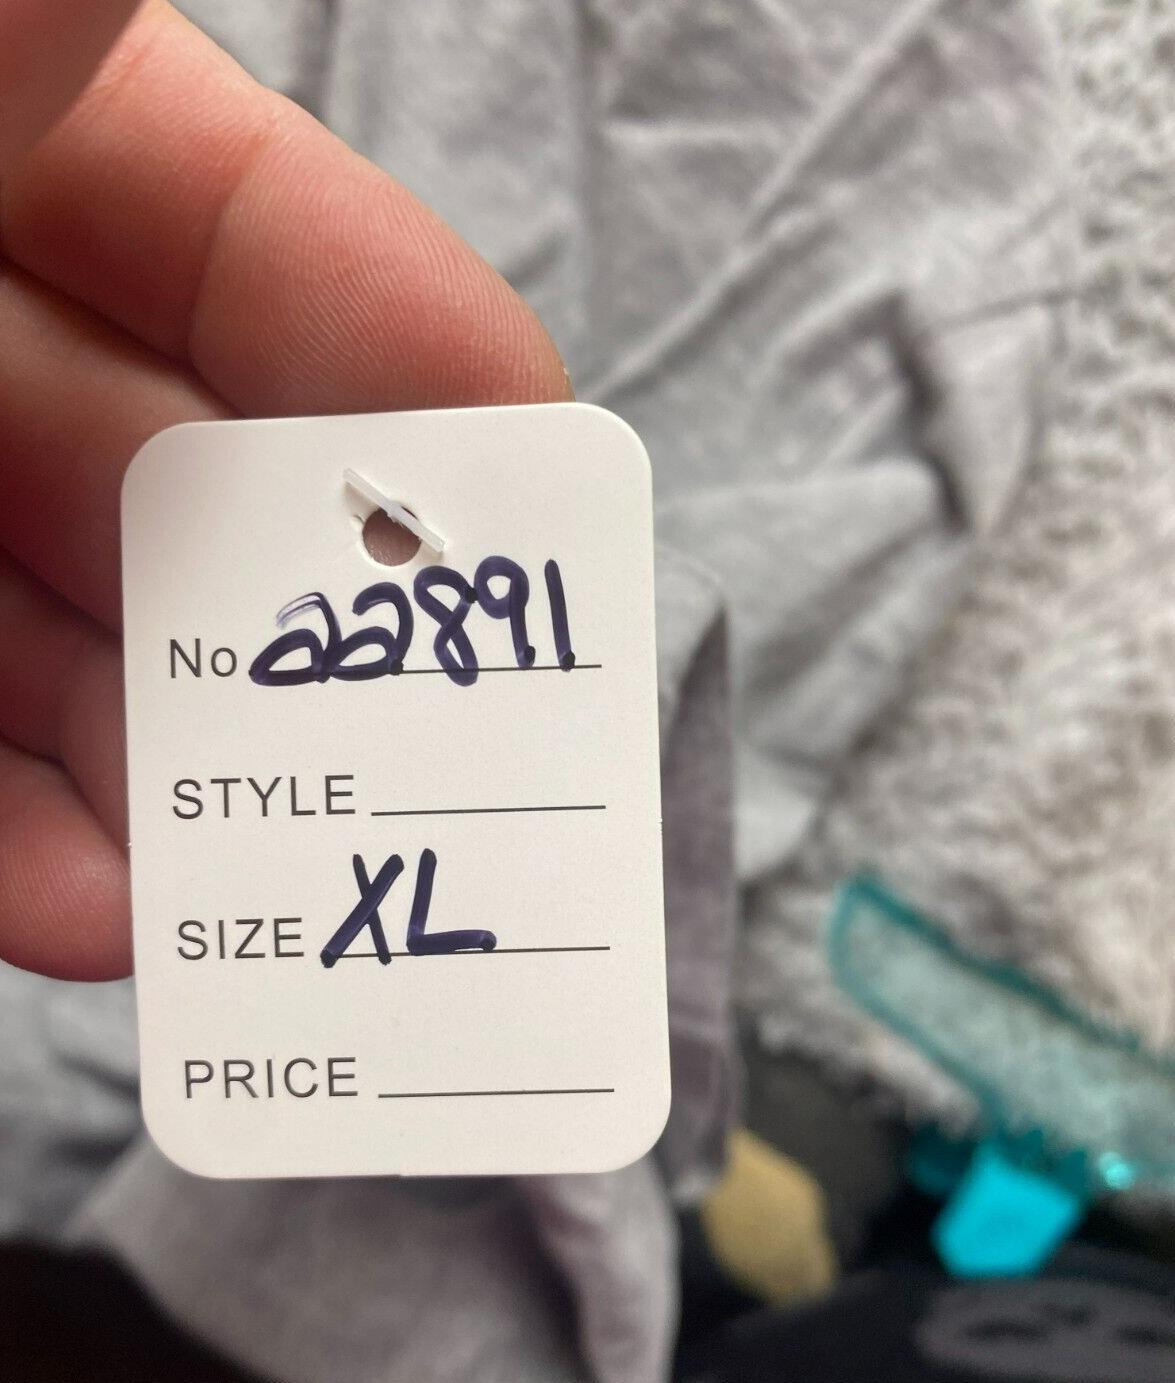 No 22891
STYLE
SIZE XL
PRICE